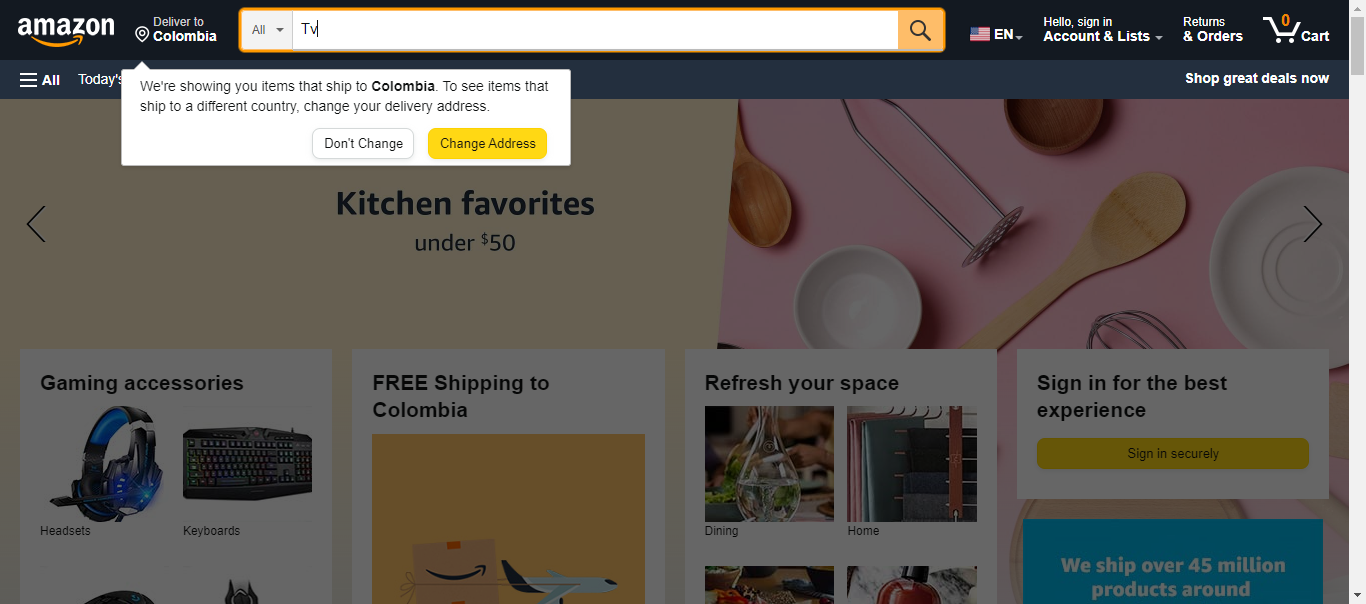 amazon
Deliver to
Colombia
All
Tv
EN
Hello, sign in
Account & Lists
Returns
& Orders
0
Cart
All
Today's
Shop great deals now
We're showing you items that ship to Colombia. To see items that
ship to a different country, change your delivery address.
Don't Change
Change Address
Kitchen favorites
under $50
Gaming accessories
Headsets
Keyboards
FREE Shipping to
Colombia
Refresh your space
Dining
Home
Sign in for the best
experience
Sign in securely
We ship over 45 million
products around